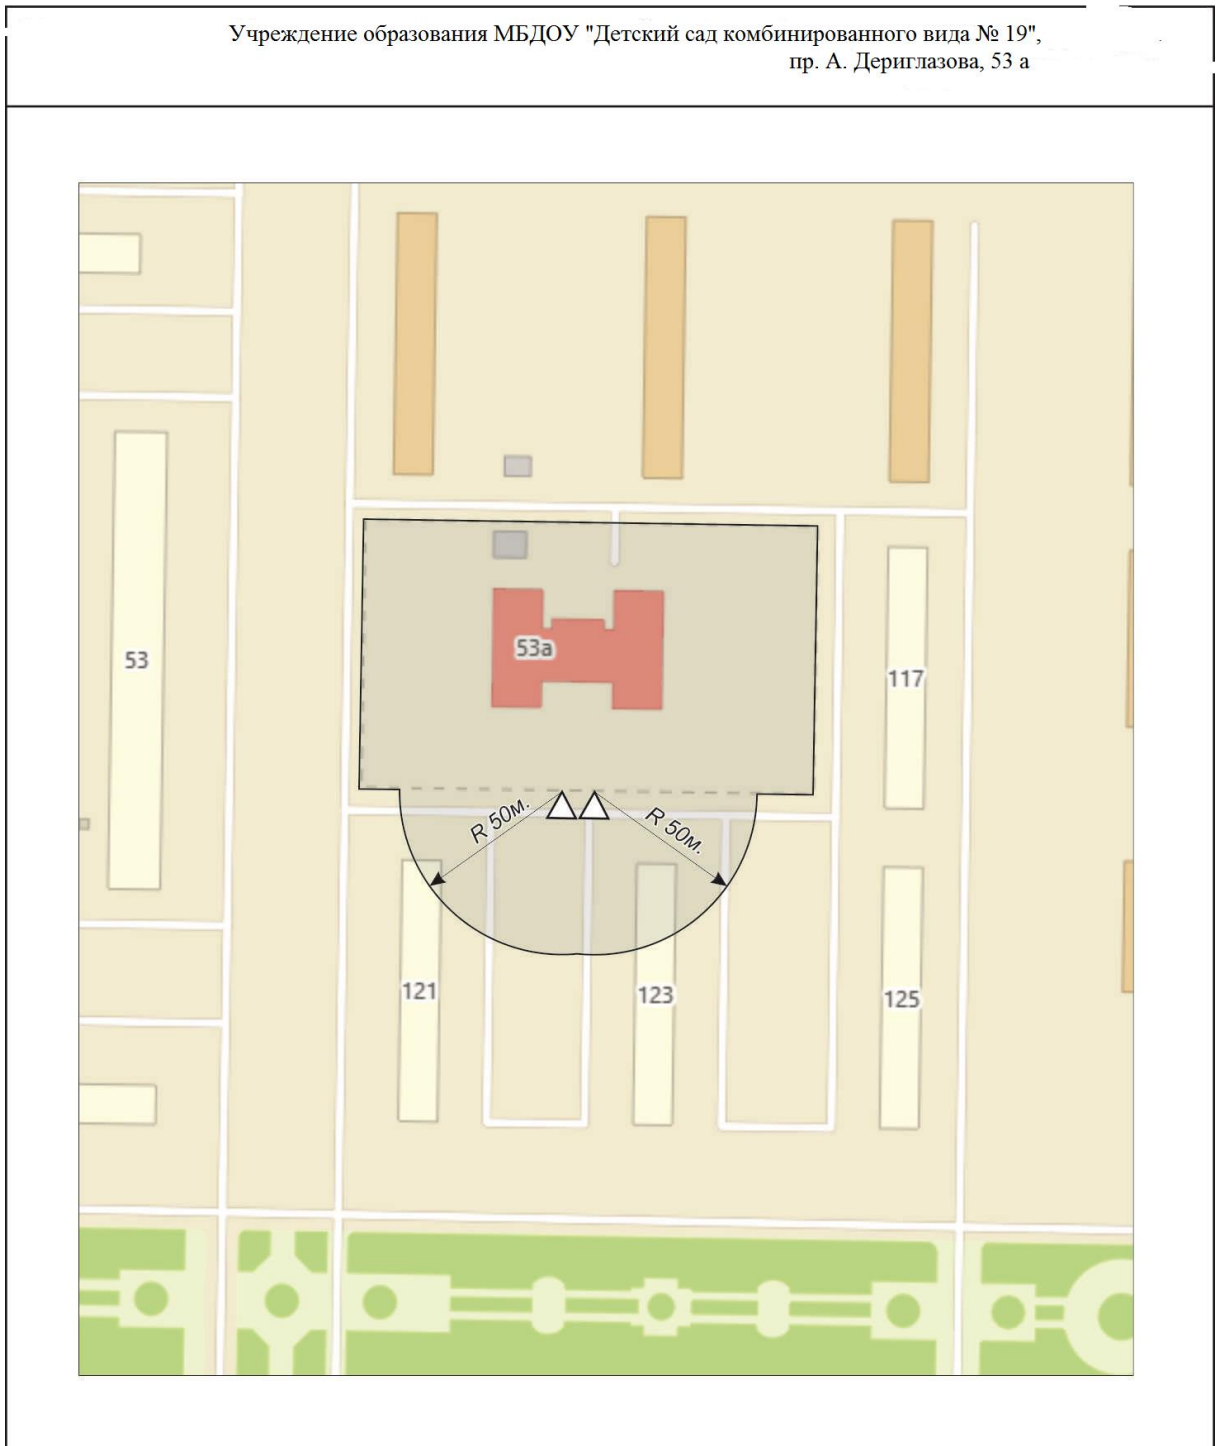 Учреждение образования МБДОУ "Детский сад комбинированного вида № 19",
пр. А. Дериглазова, 53 а
53а
53
117
R 50м.
R 50м.
121
123
125